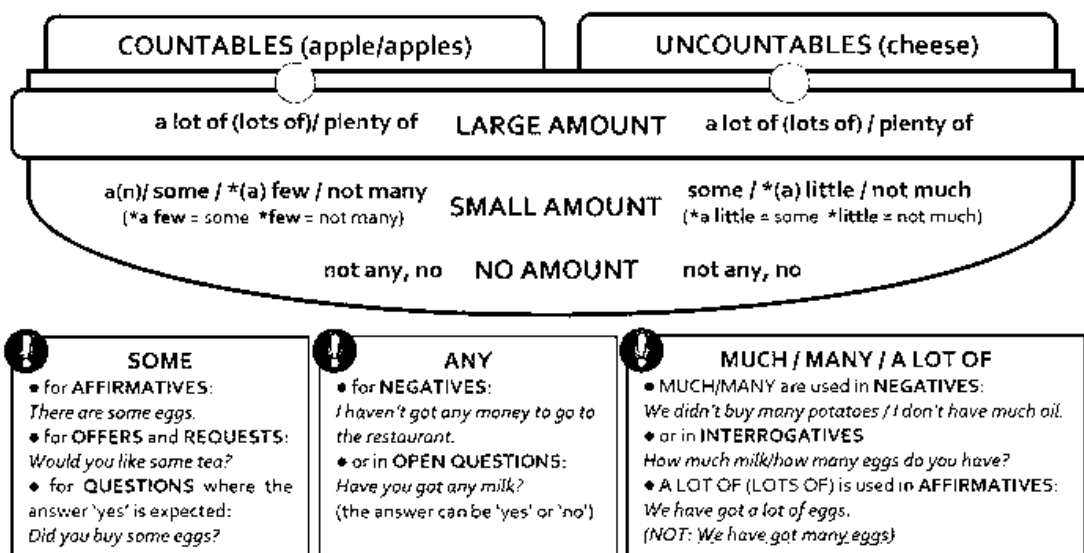 COUNTABLES (apple/apples)
UNCOUNTABLES (cheese)
a lot of (lots of)/ plenty of LARGE AMOUNT a lot of (lots of) / plenty of
a(n)/ some / *(a) few / not many
(*a few = some *few = not many)
SMALL AMOUNT
some / *(a) little / not much
(*a little = some *little = not much)
not any, no NO AMOUNT not any, no
SOME
• for AFFIRMATIVES:
There are some eggs.
• for OFFERS and REQUESTS:
Would you like some tea?
• for QUESTIONS where the
answer 'yes' is expected:
Did you buy some eggs?
ANY
• for NEGATIVES:
I haven't got any money to go to
the restaurant.
• or in OPEN QUESTIONS:
Have you got any milk?
(the answer can be 'yes' or 'no')
MUCH / MANY / A LOT OF
• MUCH/MANY are used in NEGATIVES:
We didn't buy many potatoes / I don't have much oil.
• or in INTERROGATIVES
How much milk/how many eggs do you have?
• A LOT OF (LOTS OF) is used in AFFIRMATIVES:
We have got a lot of eggs.
(NOT: We have got many eggs)